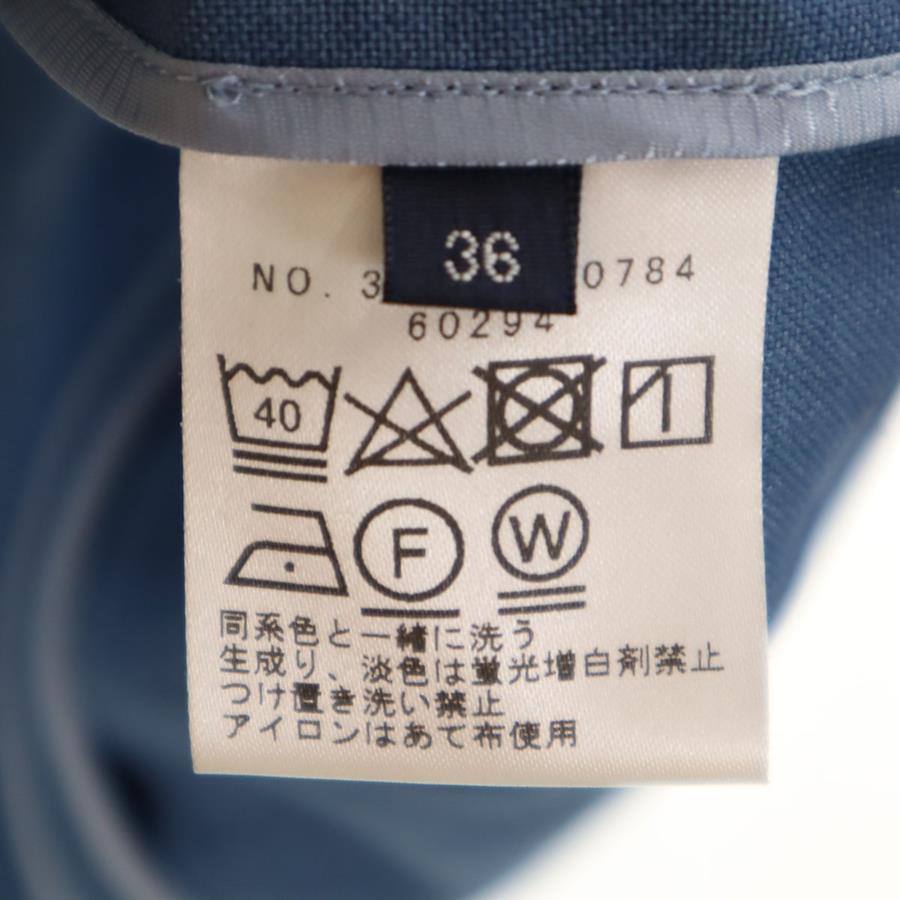 36
NO. 3 0784
60294
40
F
W
同系色と一緒に洗う
生成り、淡色は蛍光増白剤禁止
つけ置き洗い禁止
アイロンはあて布使用